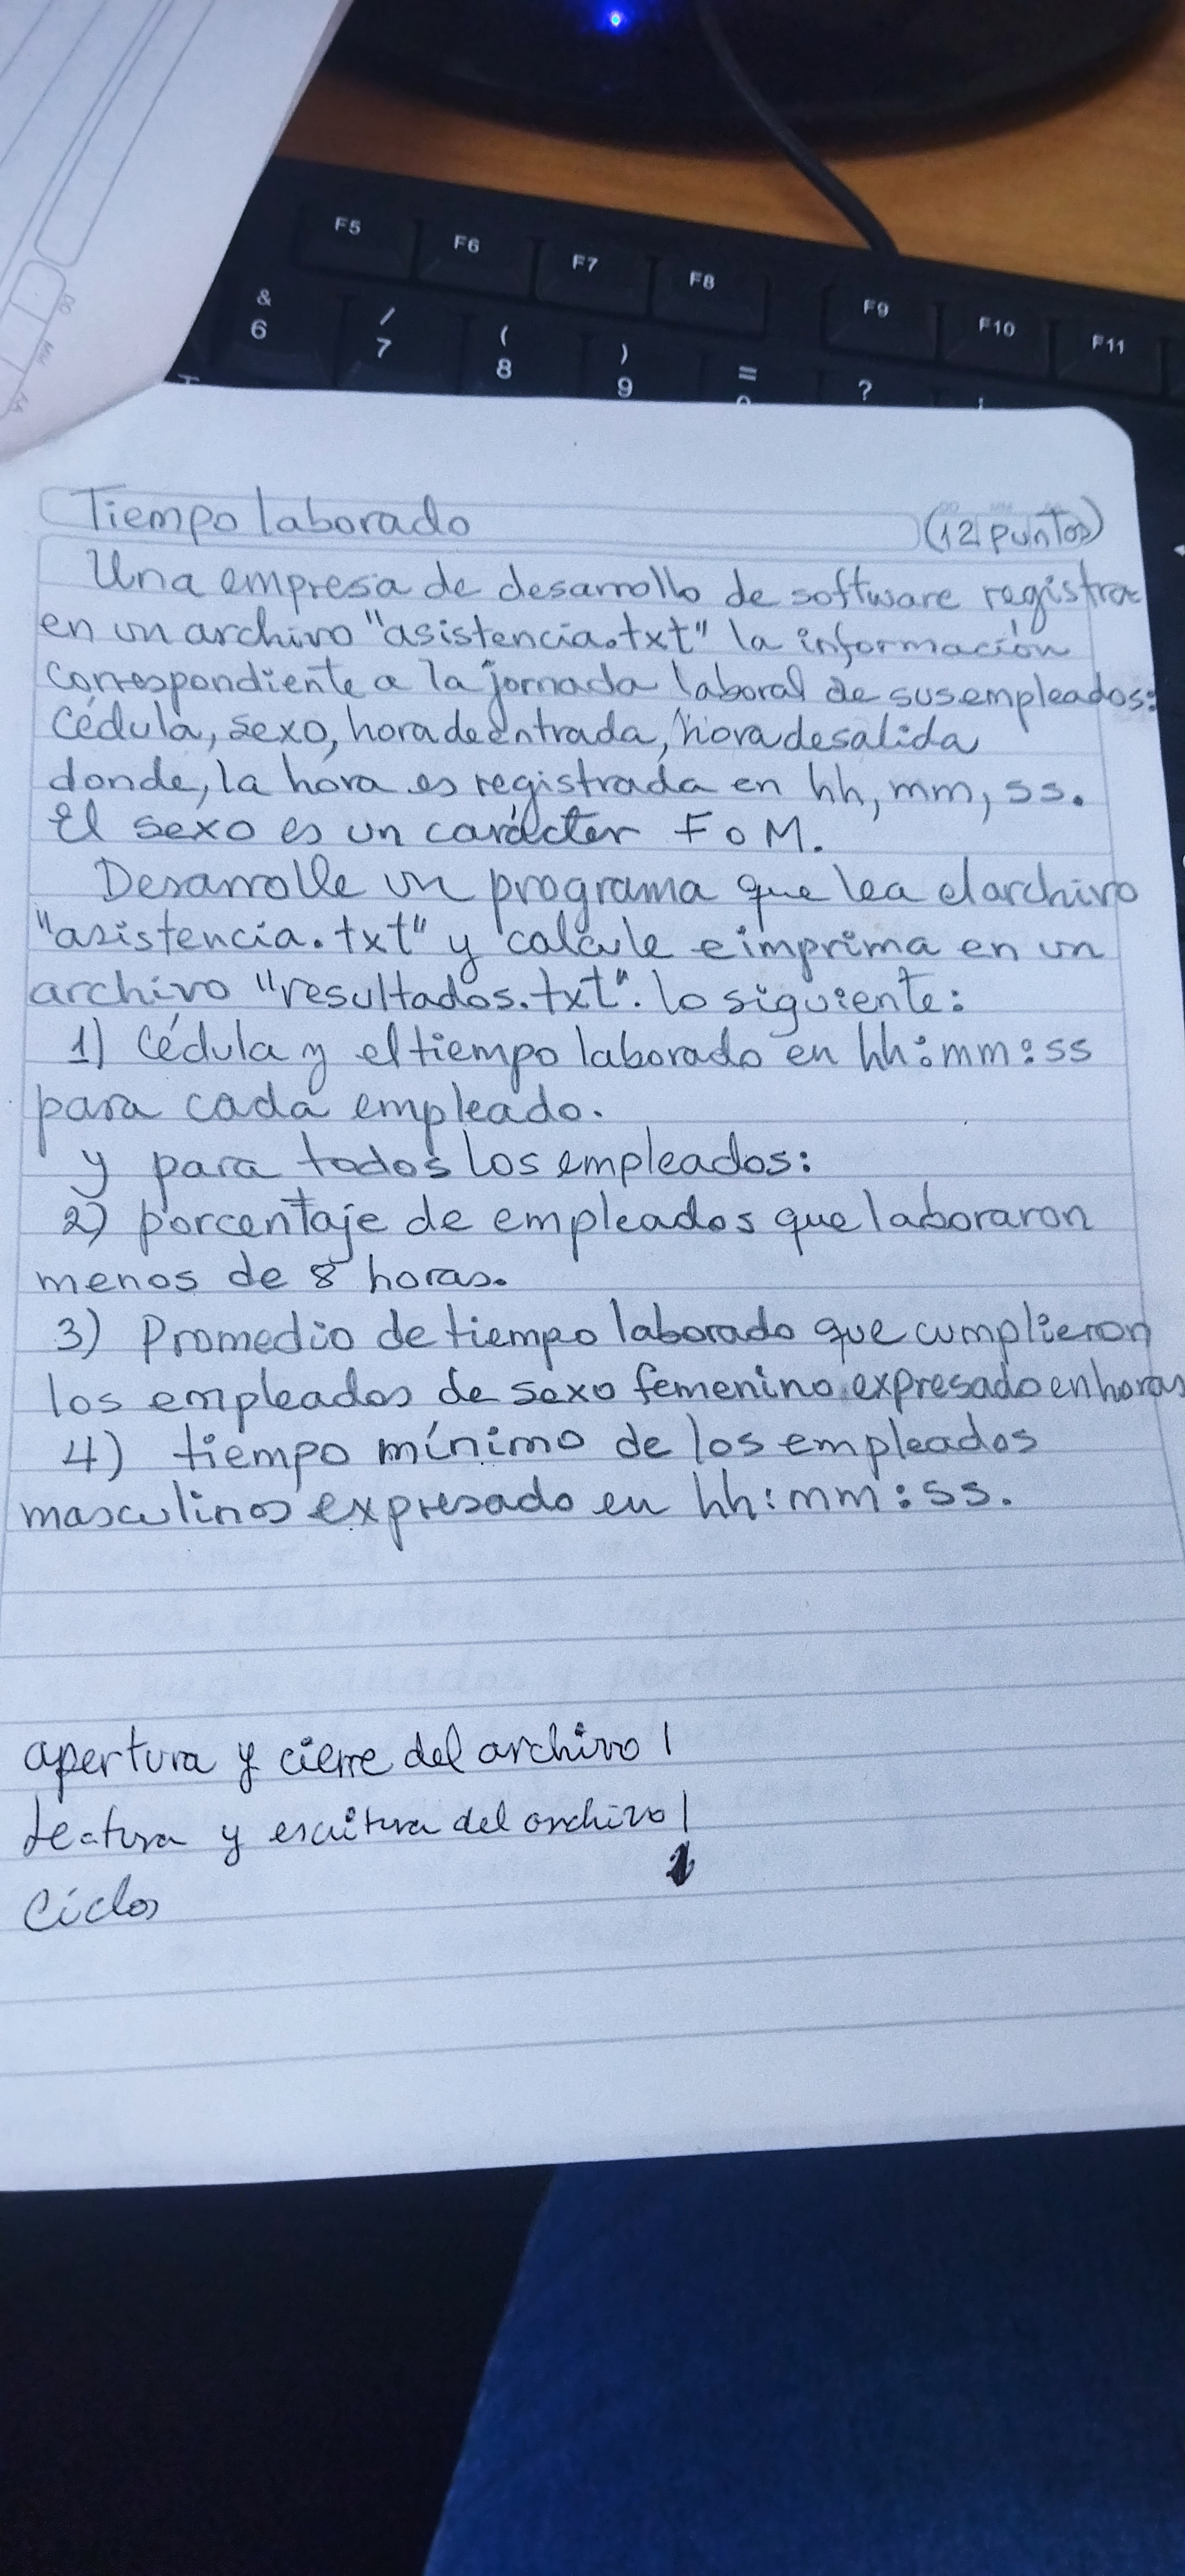 F5 F6 F7 F8 F9 F10 F11
& / ( ) = ?
6 7 8 9
Tiempo laborado (12 puntos)
Una empresa de desarrollo de software registra
en un archivo "asistencia.txt" la información
correspondiente a la jornada laboral de sus empleados:
Cédula, sexo, hora de entrada, hora de salida
donde, la hora es registrada en hh, mm, ss.
El sexo es un carácter F o M.
Desarrolle un programa que lea el archivo
"asistencia.txt" y calcule e imprima en un
archivo "resultados.txt". lo siguiente:
1) Cédula y el tiempo laborado en hh:mm:ss
para cada empleado.
y para todos los empleados:
2) porcentaje de empleados que laboraron
menos de 8 horas.
3) Promedio de tiempo laborado que cumplieron
los empleados de sexo femenino expresado en horas
4) tiempo mínimo de los empleados
masculinos expresado en hh:mm:ss.
apertura y cierre del archivo 1
Lectura y escritura del archivo 1
Ciclos